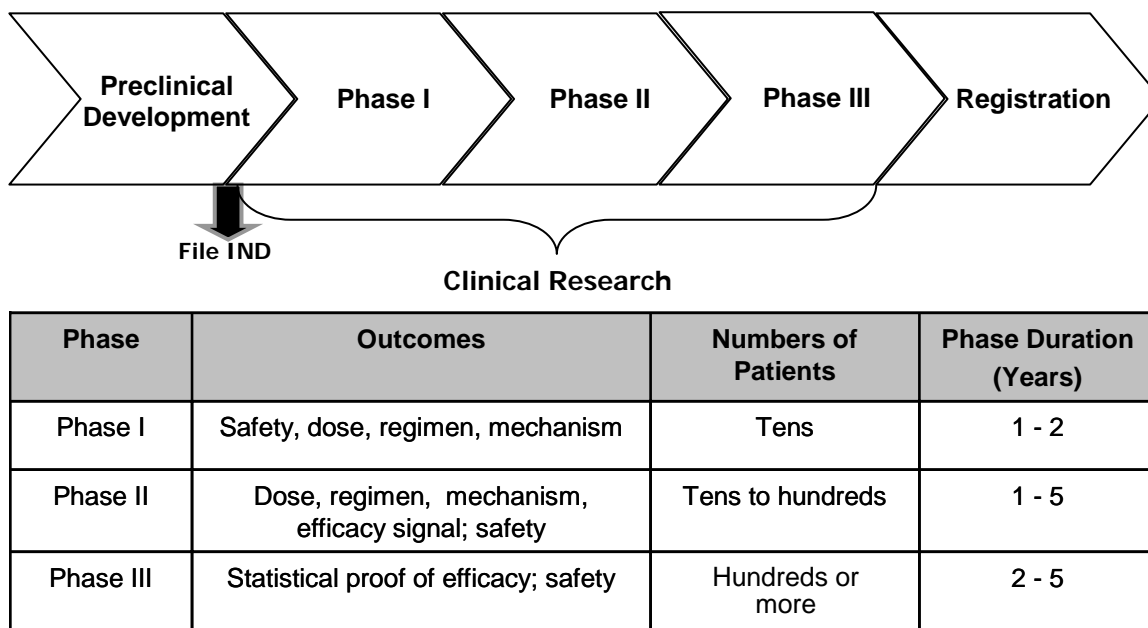 Preclinical
Development
Phase I
Phase II
Phase III
Registration
File IND
Clinical Research
Phase
Outcomes
Numbers of
Patients
Phase Duration
(Years)
Phase I
Safety, dose, regimen, mechanism
Tens
1 - 2
Phase II
Dose, regimen, mechanism,
efficacy signal; safety
Tens to hundreds
1 - 5
Phase III
Statistical proof of efficacy; safety
Hundreds or
more
2 - 5